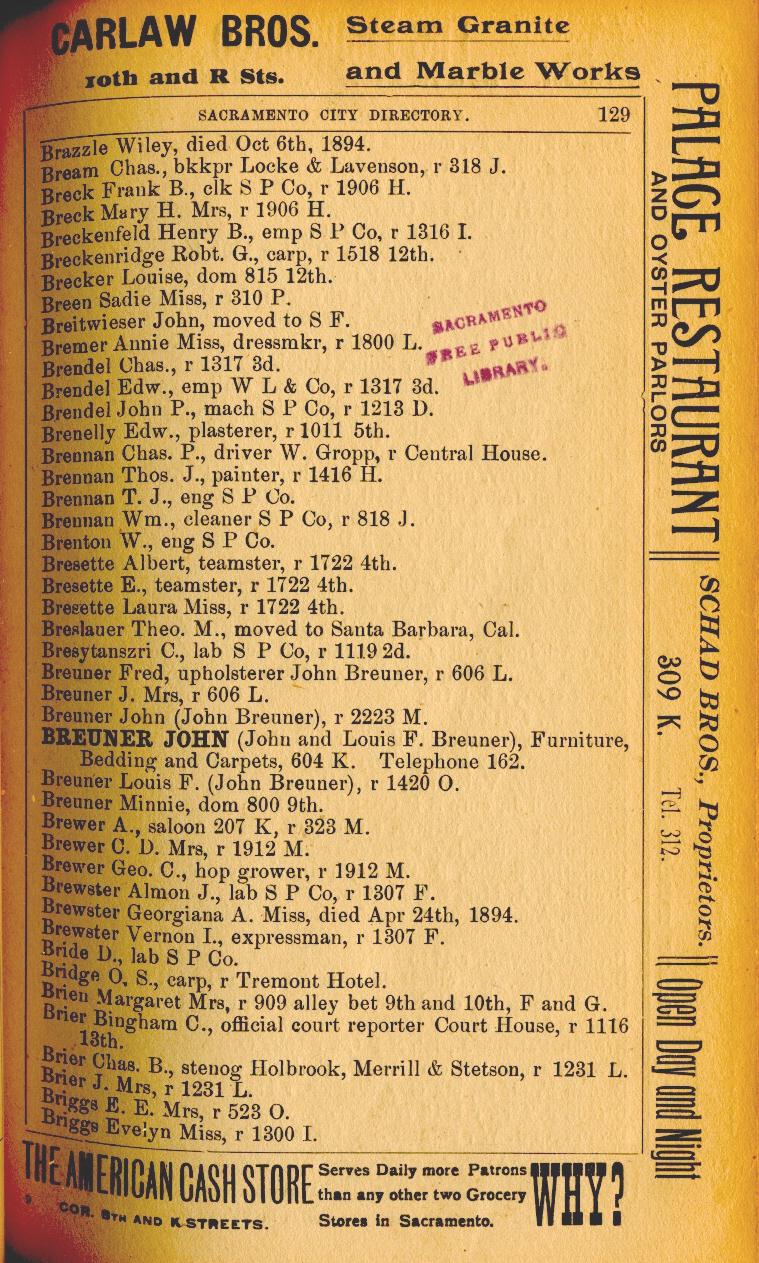 CARLAW BROS. Steam Granite
10th and R Sts. and Marble Works
SACRAMENTO CITY DIRECTORY. 129
Brazzle Wiley, died Oct 6th, 1894.
Bream Chas., bkkpr Locke & Lavenson, r 318 J.
Breck Frank B., clk S P Co, r 1906 H.
Breck Mary H. Mrs, r 1906 H.
Breckenfeld Henry B., emp S P Co, r 1316 I.
Breckenridge Robt. G., carp, r 1518 12th.
Brecker Louise, dom 815 12th.
Breen Sadie Miss, r 310 P.
Breitwieser John, moved to S F.
Bremer Annie Miss, dressmkr, r 1800 L.
Brendel Chas., r 1317 3d.
Brendel Edw., emp W L & Co, r 1317 3d.
Brendel John P., mach S P Co, r 1213 D.
Brenelly Edw., plasterer, r 1011 5th.
Brennan Chas. P., driver W. Gropp, r Central House.
Brennan Thos. J., painter, r 1416 H.
Brennan T. J., eng S P Co.
Brennan Wm., cleaner S P Co, r 818 J.
Brenton W., eng S P Co.
Bresette Albert, teamster, r 1722 4th.
Bresette E., teamster, r 1722 4th.
Bresette Laura Miss, r 1722 4th.
Breslauer Theo. M., moved to Santa Barbara, Cal.
Bresytanszri C., lab S P Co, r 1119 2d.
Breuner Fred, upholsterer John Breuner, r 606 L.
Breuner J. Mrs, r 606 L.
Breuner John (John Breuner), r 2223 M.
BREUNER JOHN (John and Louis F. Breuner), Furniture,
Bedding and Carpets, 604 K. Telephone 162.
Breuner Louis F. (John Breuner), r 1420 O.
Breuner Minnie, dom 800 9th.
Brewer A., saloon 207 K, r 323 M.
Brewer C. D. Mrs, r 1912 M.
Brewer Geo. C., hop grower, r 1912 M.
Brewster Almon J., lab S P Co, r 1307 F.
Brewster Georgiana A. Miss, died Apr 24th, 1894.
Brewster Vernon I., expressman, r 1307 F.
Bride D., lab S P Co.
Bridge O. S., carp, r Tremont Hotel.
Brien Margaret Mrs, r 909 alley bet 9th and 10th, F and G.
Brier Bingham C., official court reporter Court House, r 1116
13th.
Brier Chas. B., stenog Holbrook, Merrill & Stetson, r 1231 L.
Brier J. Mrs, r 1231 L.
Briggs E. E. Mrs, r 523 O.
Briggs Evelyn Miss, r 1300 I.
SACRAMENTO
FREE PUBLIC
LIBRARY.
PALACE RESTAURANT
AND OYSTER PARLORS
SCHAD BROS., Proprietors.
309 K. Tel. 312.
Open Day and Night
THE AMERICAN CASH STORE
COR. 8TH AND K STREETS.
Serves Daily more Patrons
than any other two Grocery
Stores in Sacramento.
WHY?
9